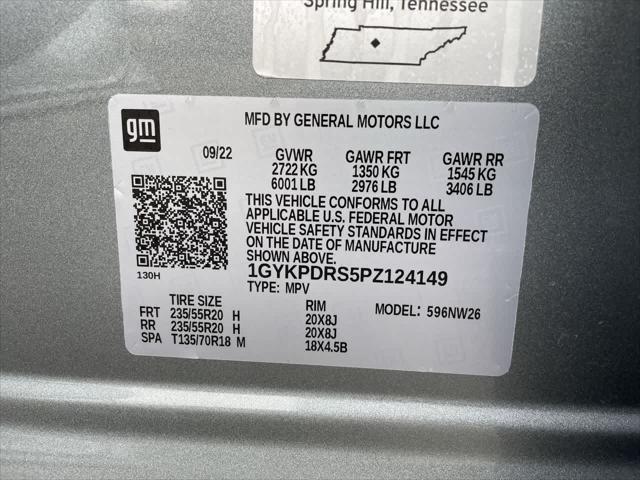 Spring Hill, Tennessee
gm
MFD BY GENERAL MOTORS LLC
09/22 GVWR GAWR FRT GAWR RR
2722 KG 1350 KG 1545 KG
6001 LB 2976 LB 3406 LB
THIS VEHICLE CONFORMS TO ALL
APPLICABLE U.S. FEDERAL MOTOR
VEHICLE SAFETY STANDARDS IN EFFECT
ON THE DATE OF MANUFACTURE
SHOWN ABOVE.
1GYKPDRS5PZ124149
130H
TYPE: MPV
TIRE SIZE RIM MODEL: 596NW26
FRT 235/55R20 H 20X8J
RR 235/55R20 H 20X8J
SPA T135/70R18 M 18X4.5B